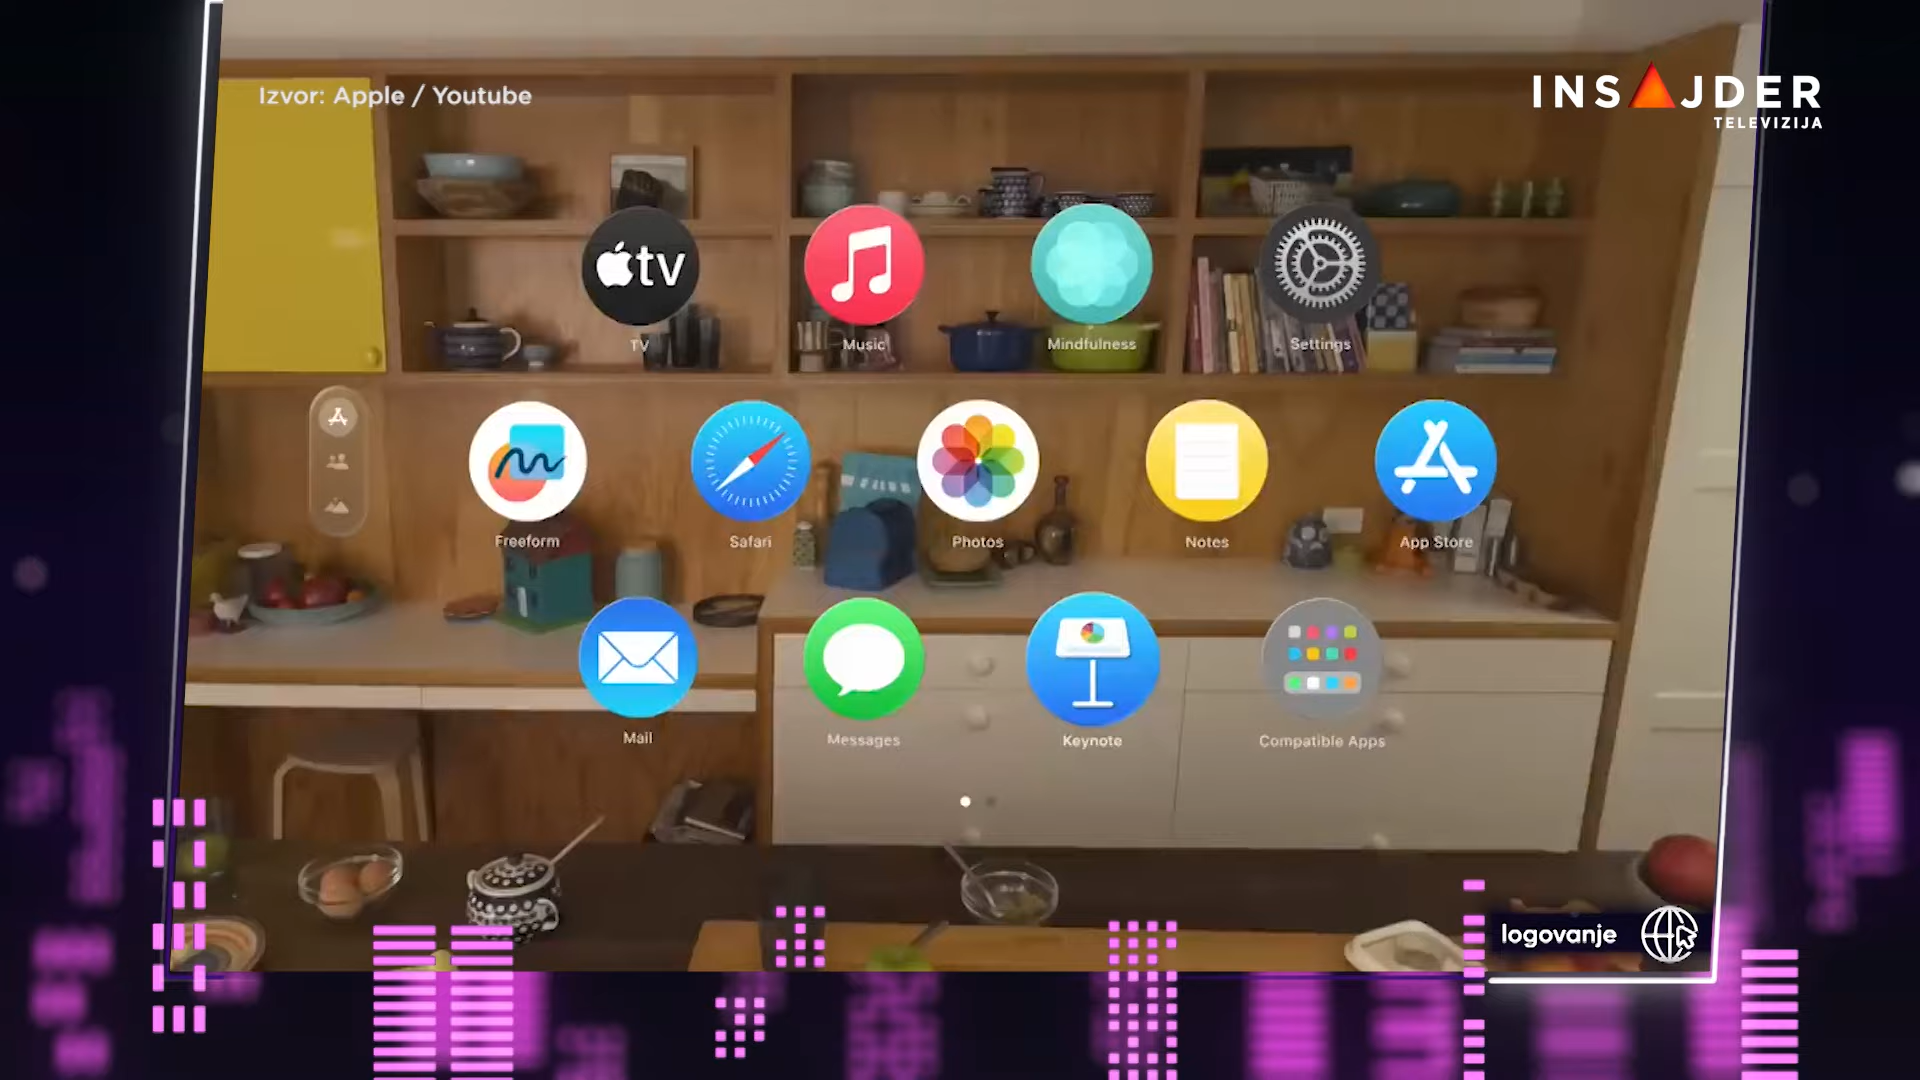 Izvor: Apple / Youtube
INSAJDER
TELEVIZIJA
tv
TV
Music
Mindfulness
Settings
Freeform
Safari
Photos
Notes
App Store
Mail
Messages
Keynote
Compatible Apps
logovanje